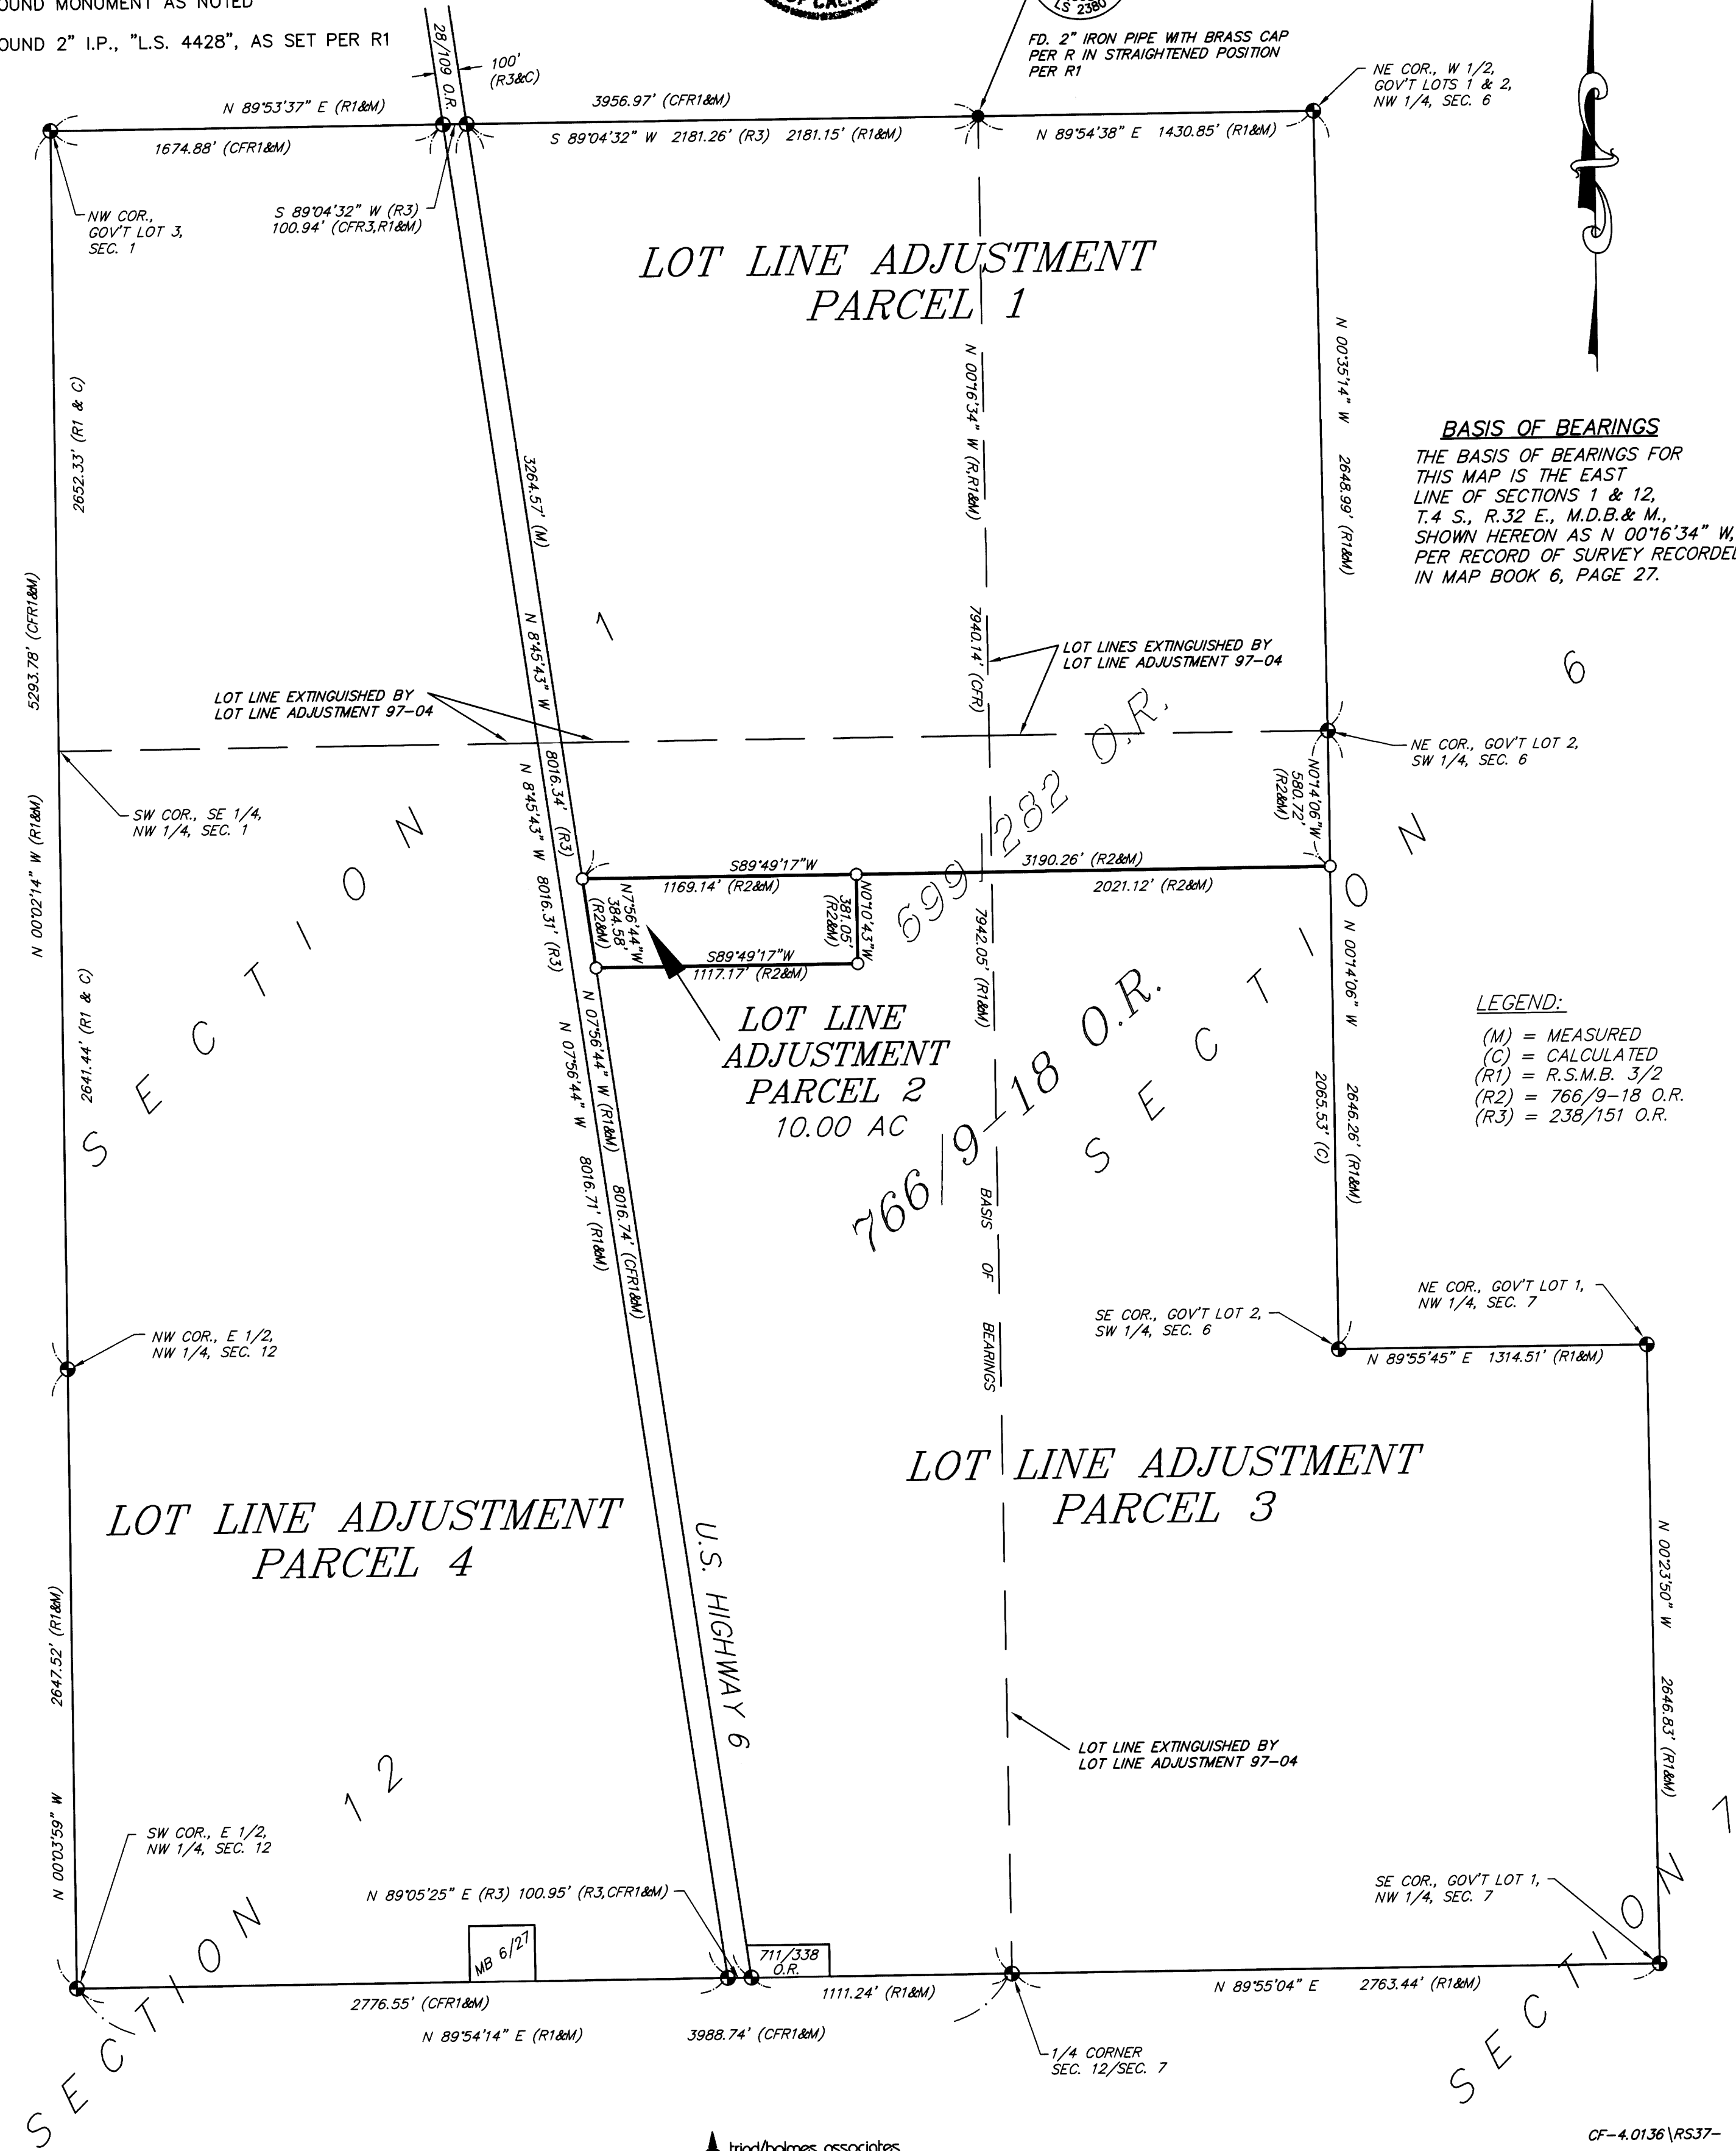 OUND MONUMENT AS NOTED
OUND 2" I.P., "L.S. 4428", AS SET PER R1
LS 2380
FD. 2" IRON PIPE WITH BRASS CAP
PER R IN STRAIGHTENED POSITION
PER R1
28/109 O.R.
100'
(R3&C)
N 89°53'37" E (R1&M)
3956.97' (CFR1&M)
1674.88' (CFR1&M)
S 89°04'32" W 2181.26' (R3) 2181.15' (R1&M)
N 89°54'38" E 1430.85' (R1&M)
NE COR., W 1/2,
GOV'T LOTS 1 & 2,
NW 1/4, SEC. 6
NW COR.,
GOV'T LOT 3,
SEC. 1
S 89°04'32" W (R3)
100.94' (CFR3,R1&M)
LOT LINE ADJUSTMENT
PARCEL 1
2652.33' (R1 & C)
5293.78' (CFR1&M)
N 00°02'14" W (R1&M)
2641.44' (R1 & C)
3264.57' (M)
N 8°45'43" W
8016.34' (R3)
N 8°45'43" W 8016.31' (R3)
N 00°16'34" W (R,R1&M)
7940.14' (CFR)
7942.05' (R1&M)
N 00°35'14" W 2648.99' (R1&M)
BASIS OF BEARINGS
THE BASIS OF BEARINGS FOR
THIS MAP IS THE EAST
LINE OF SECTIONS 1 & 12,
T.4 S., R.32 E., M.D.B.& M.,
SHOWN HEREON AS N 00°16'34" W,
PER RECORD OF SURVEY RECORDED
IN MAP BOOK 6, PAGE 27.
LOT LINES EXTINGUISHED BY
LOT LINE ADJUSTMENT 97-04
LOT LINE EXTINGUISHED BY
LOT LINE ADJUSTMENT 97-04
SECTION 1
SECTION 6
NE COR., GOV'T LOT 2,
SW 1/4, SEC. 6
SW COR., SE 1/4,
NW 1/4, SEC. 1
N0°14'06"W
580.72'
(R2&M)
699/282 O.R.
S89°49'17"W
1169.14' (R2&M)
3190.26' (R2&M)
2021.12' (R2&M)
N7°56'44"W
384.58'
(R2&M)
N0°10'43"W
381.05'
(R2&M)
S89°49'17"W
1117.17' (R2&M)
LOT LINE
ADJUSTMENT
PARCEL 2
10.00 AC
766/9-18 O.R.
N 00°14'06" W 2646.26' (R1&M)
2065.53' (C)
LEGEND:
(M) = MEASURED
(C) = CALCULATED
(R1) = R.S.M.B. 3/2
(R2) = 766/9-18 O.R.
(R3) = 238/151 O.R.
N 07°56'44" W (R1&M) 8016.74' (CFR1&M)
N 07°56'44" W 8016.71' (R1&M)
BASIS OF BEARINGS
NE COR., GOV'T LOT 1,
NW 1/4, SEC. 7
SE COR., GOV'T LOT 2,
SW 1/4, SEC. 6
N 89°55'45" E 1314.51' (R1&M)
NW COR., E 1/2,
NW 1/4, SEC. 12
LOT LINE ADJUSTMENT
PARCEL 3
LOT LINE ADJUSTMENT
PARCEL 4
U.S. HIGHWAY 6
N 00°23'50" W 2646.83' (R1&M)
N 00°03'59" W 2647.52' (R1&M)
LOT LINE EXTINGUISHED BY
LOT LINE ADJUSTMENT 97-04
SECTION 12
SECTION 7
SW COR., E 1/2,
NW 1/4, SEC. 12
N 89°05'25" E (R3) 100.95' (R3,CFR1&M)
SE COR., GOV'T LOT 1,
NW 1/4, SEC. 7
MB 6/27
711/338
O.R.
2776.55' (CFR1&M)
1111.24' (R1&M)
N 89°55'04" E 2763.44' (R1&M)
N 89°54'14" E (R1&M) 3988.74' (CFR1&M)
1/4 CORNER
SEC. 12/SEC. 7
triad/holmes associates
CF-4.0136\RS37-